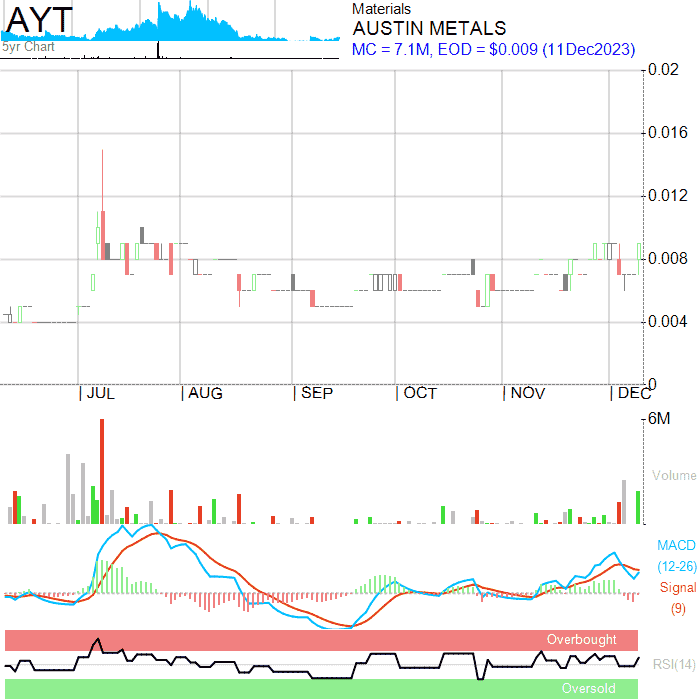 AYT
5yr Chart
Materials
AUSTIN METALS
MC = 7.1M, EOD = $0.009 (11Dec2023)
0.02
0.016
0.012
0.008
0.004
0
JUL AUG SEP OCT NOV DEC
6M
Volume
MACD
(12-26)
Signal
(9)
Overbought
RSI(14)
Oversold